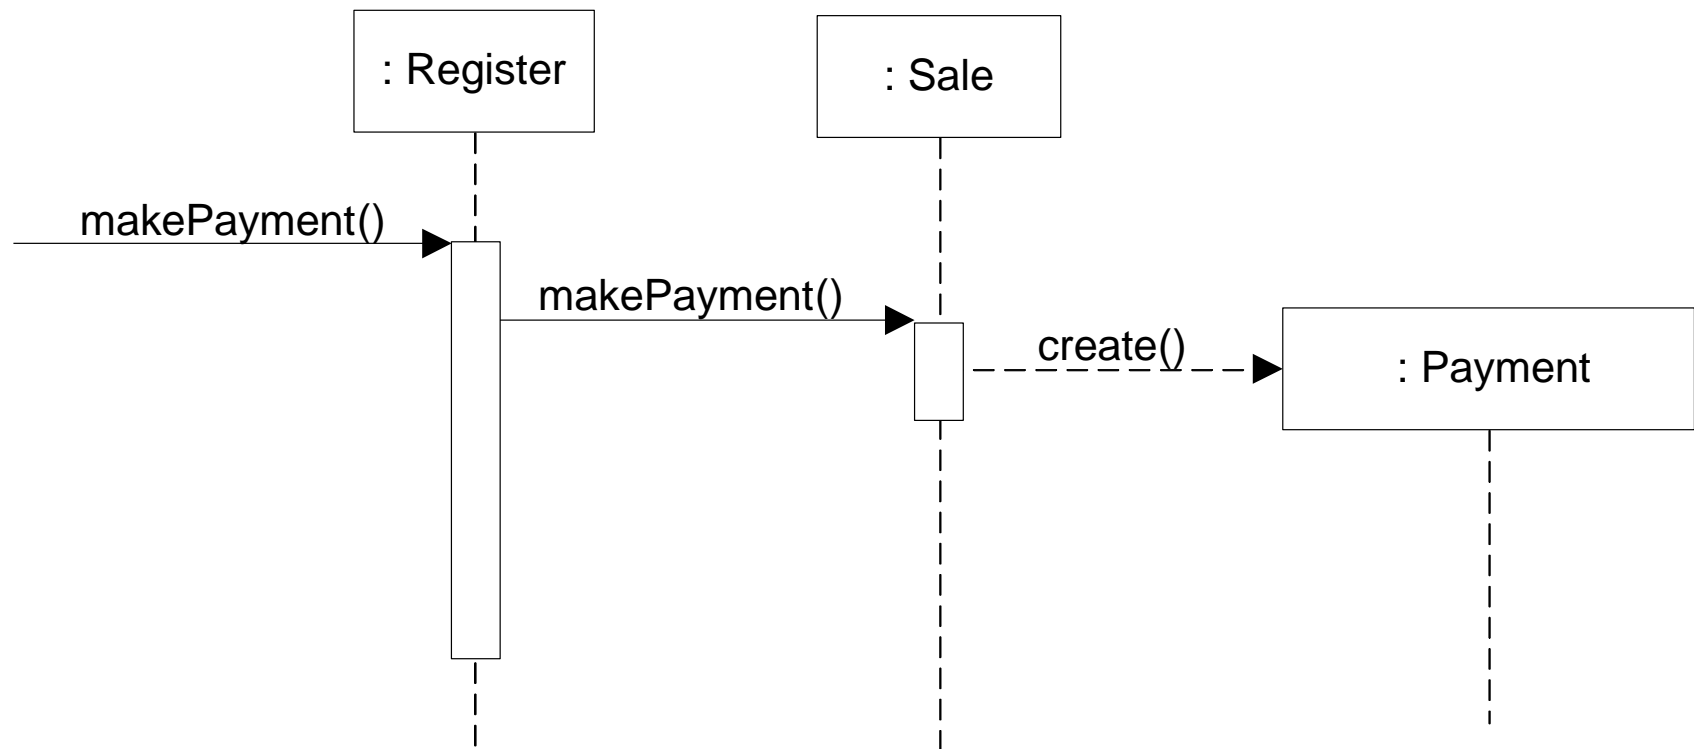 : Register
: Sale
makePayment()
makePayment()
create()
: Payment